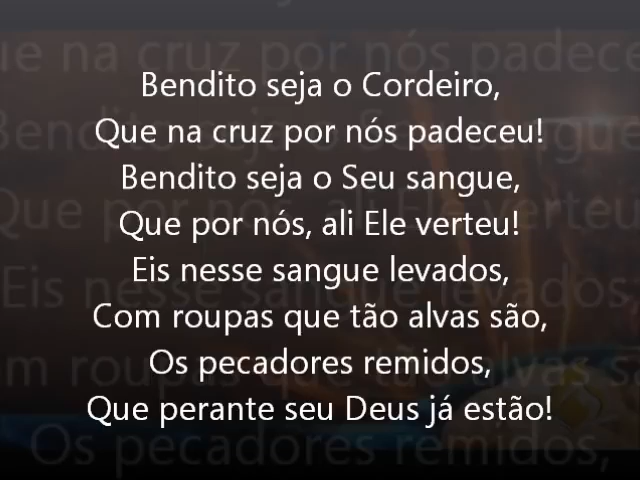 Bendito seja o Cordeiro,
Que na cruz por nós padeceu!
Bendito seja o Seu sangue,
Que por nós, ali Ele verteu!
Eis nesse sangue levados,
Com roupas que tão alvas são,
Os pecadores remidos,
Que perante seu Deus já estão!